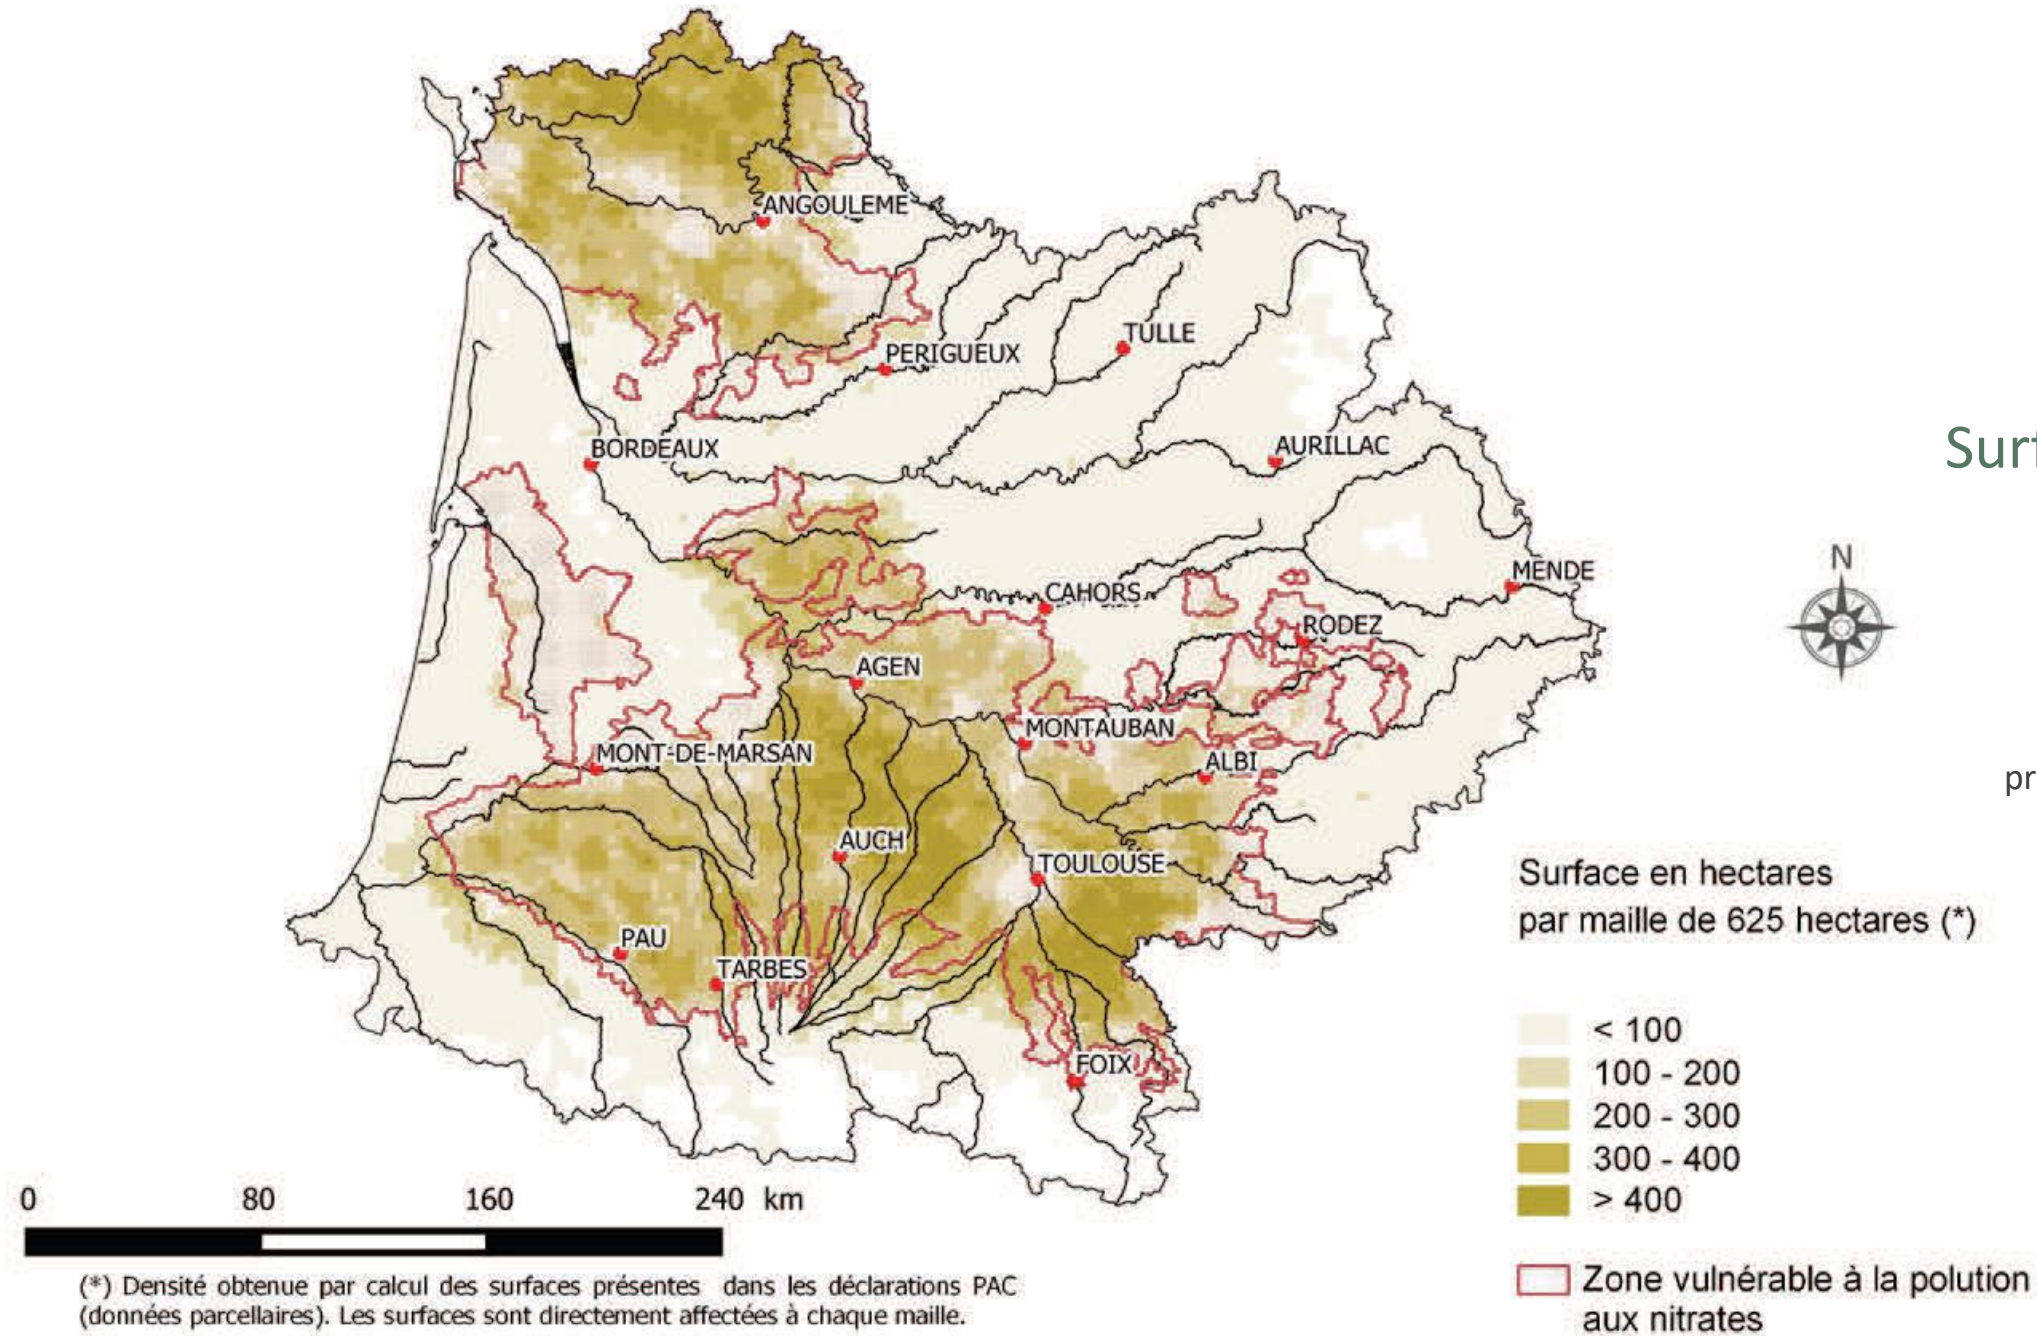 ANGOULEME
TULLE
PERIGUEUX
BORDEAUX
AURILLAC
Surf
N
MENDE
CAHORS
RODEZ
AGEN
MONTAUBAN
MONT-DE-MARSAN
ALBI
pr
AUCH
TOULOUSE
PAU
TARBES
FOIX
Surface en hectares
par maille de 625 hectares (*)
< 100
100 - 200
200 - 300
300 - 400
> 400
Zone vulnérable à la polution
aux nitrates
0 80 160 240 km
(*) Densité obtenue par calcul des surfaces présentes dans les déclarations PAC
(données parcellaires). Les surfaces sont directement affectées à chaque maille.